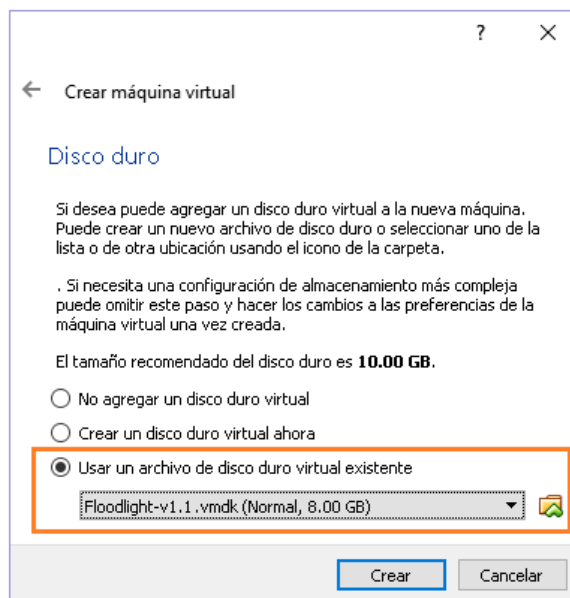 ?
Crear máquina virtual
Disco duro
Si desea puede agregar un disco duro virtual a la nueva máquina.
Puede crear un nuevo archivo de disco duro o seleccionar uno de la
lista o de otra ubicación usando el icono de la carpeta.
. Si necesita una configuración de almacenamiento más compleja
puede omitir este paso y hacer los cambios a las preferencias de la
máquina virtual una vez creada.
El tamaño recomendado del disco duro es 10.00 GB.
No agregar un disco duro virtual
Crear un disco duro virtual ahora
Usar un archivo de disco duro virtual existente
Floodlight-v1.1.vmdk (Normal, 8.00 GB)
Crear Cancelar